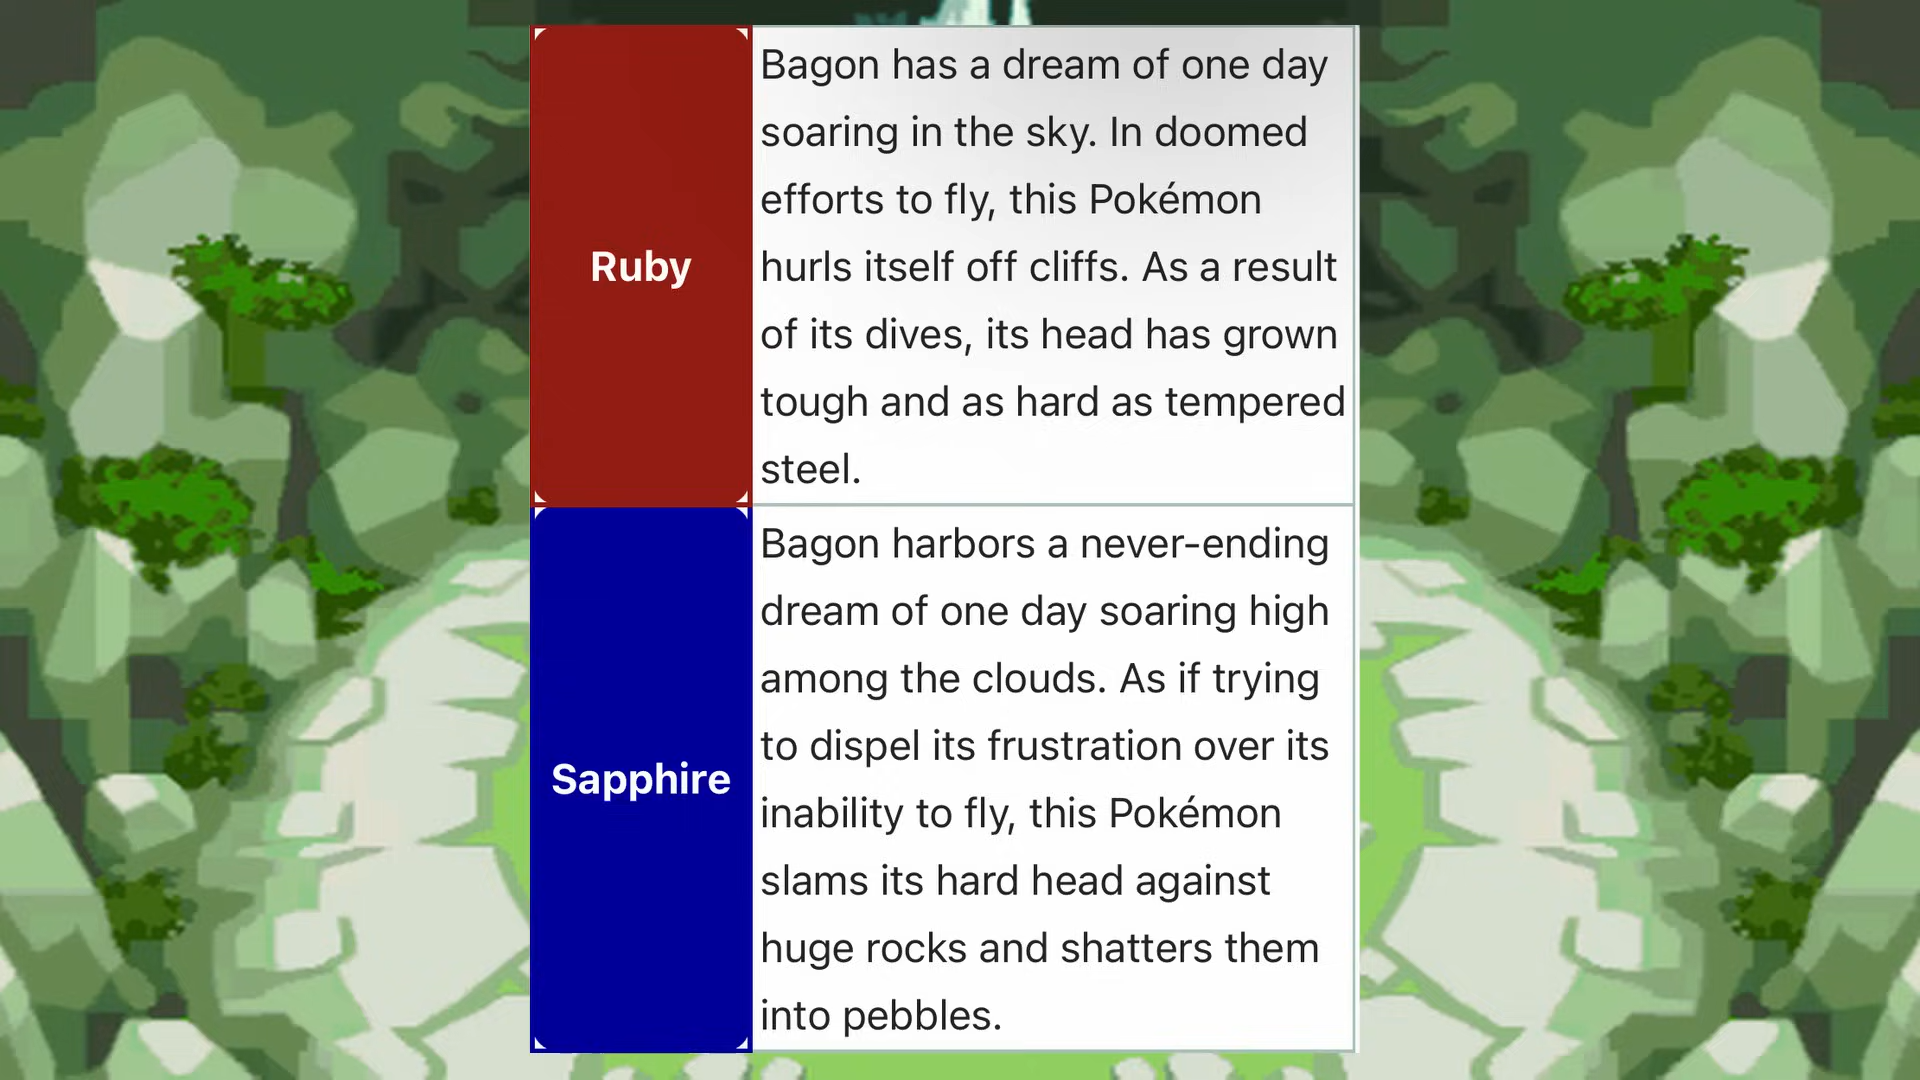 Ruby
Bagon has a dream of one day
soaring in the sky. In doomed
efforts to fly, this Pokémon
hurls itself off cliffs. As a result
of its dives, its head has grown
tough and as hard as tempered
steel.
Sapphire
Bagon harbors a never-ending
dream of one day soaring high
among the clouds. As if trying
to dispel its frustration over its
inability to fly, this Pokémon
slams its hard head against
huge rocks and shatters them
into pebbles.